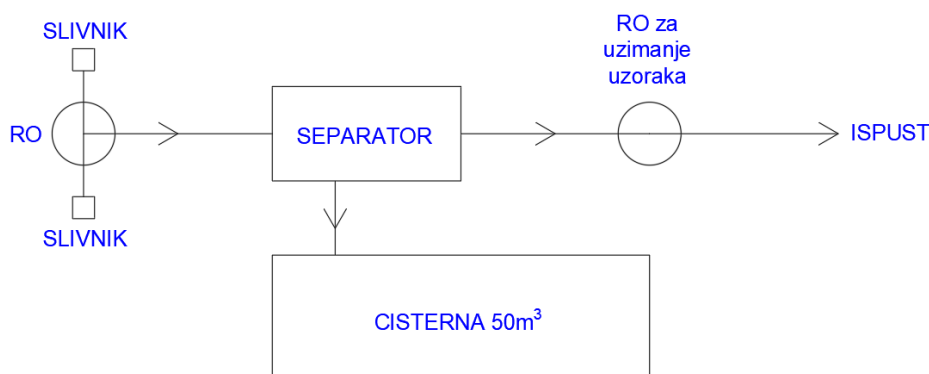 SLIVNIK
RO
SLIVNIK
SEPARATOR
RO za
uzimanje
uzoraka
ISPUST
CISTERNA 50m³